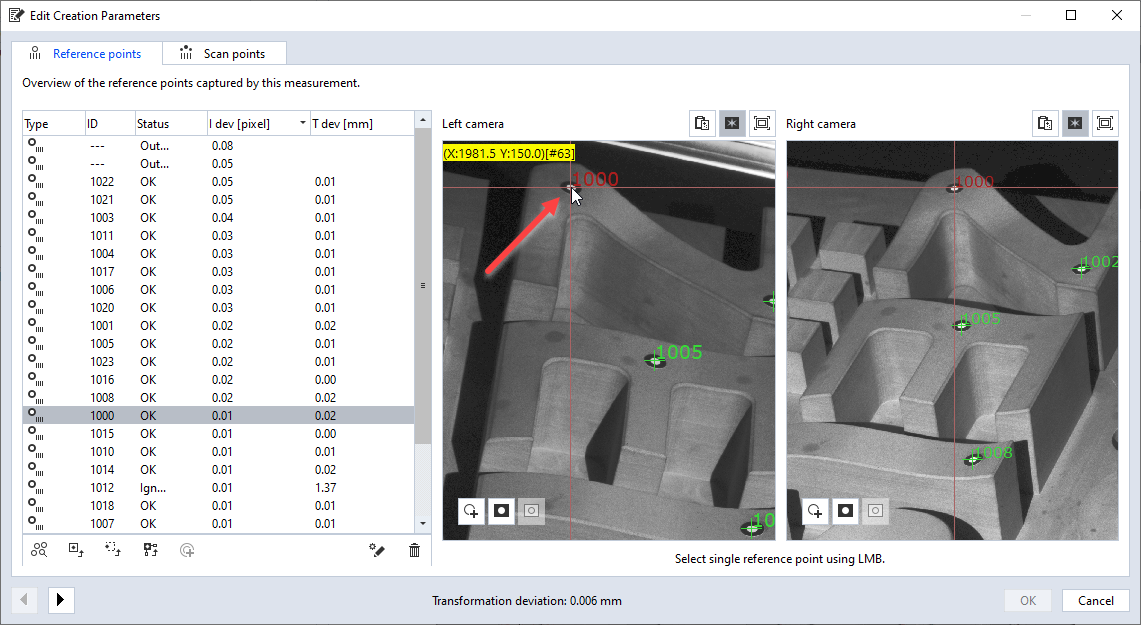 Edit Creation Parameters
Reference points
Scan points
Overview of the reference points captured by this measurement.
Type ID Status I dev [pixel] T dev [mm]
--- Out... 0.08
--- Out... 0.05
1022 OK 0.05 0.01
1021 OK 0.05 0.01
1003 OK 0.04 0.01
1011 OK 0.03 0.01
1004 OK 0.03 0.01
1017 OK 0.03 0.01
1006 OK 0.03 0.01
1020 OK 0.03 0.01
1001 OK 0.02 0.02
1005 OK 0.02 0.01
1023 OK 0.02 0.01
1016 OK 0.02 0.00
1008 OK 0.02 0.02
1000 OK 0.01 0.02
1015 OK 0.01 0.00
1010 OK 0.01 0.01
1014 OK 0.01 0.02
1012 Ign... 0.01 1.37
1018 OK 0.01 0.01
1007 OK 0.01 0.01
Left camera
(X:1981.5 Y:150.0)[#63]
1000
1005
10
Right camera
1000
1002
1005
1008
Select single reference point using LMB.
Transformation deviation: 0.006 mm
OK
Cancel